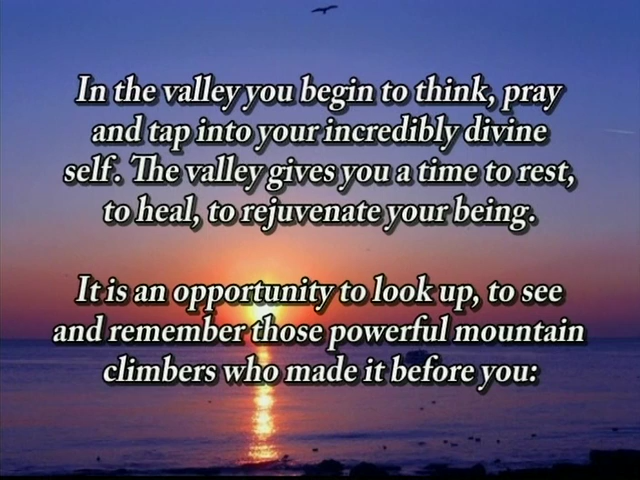 In the valley you begin to think, pray
and tap into your incredibly divine
self. The valley gives you a time to rest,
to heal, to rejuvenate your being.
It is an opportunity to look up, to see
and remember those powerful mountain
climbers who made it before you: